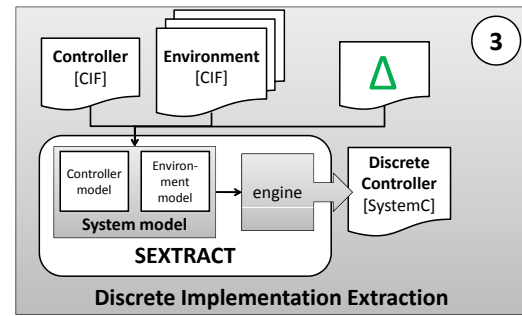 3
Controller
[CIF]
Environment
[CIF]
Δ
Controller
model
Environ-
ment
model
System model
engine
SEXTRACT
Discrete
Controller
[SystemC]
Discrete Implementation Extraction